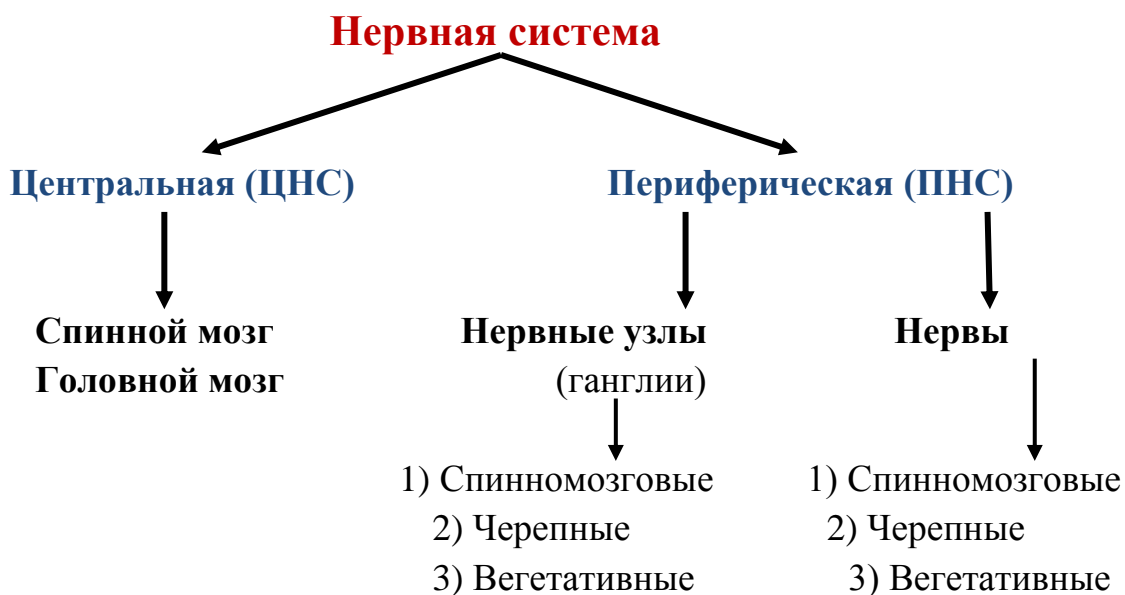 Нервная система
Центральная (ЦНС)
Периферическая (ПНС)
Спинной мозг
Головной мозг
Нервные узлы
(ганглии)
Нервы
1) Спинномозговые
2) Черепные
3) Вегетативные
1) Спинномозговые
2) Черепные
3) Вегетативные